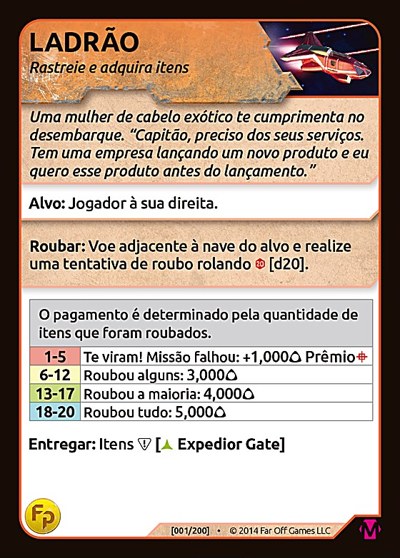 LADRÃO
Rastreie e adquira itens
Uma mulher de cabelo exótico te cumprimenta no
desembarque. “Capitão, preciso dos seus serviços.
Tem uma empresa lançando um novo produto e eu
quero esse produto antes do lançamento.”
Alvo: Jogador à sua direita.
Roubar: Voe adjacente à nave do alvo e realize
uma tentativa de roubo rolando [d20].
O pagamento é determinado pela quantidade de
itens que foram roubados.
1-5 Te viram! Missão falhou: +1,000 Prêmio
6-12 Roubou alguns: 3,000
13-17 Roubou a maioria: 4,000
18-20 Roubou tudo: 5,000
Entregar: Itens [ Expedior Gate]
FP
[001/200] • © 2014 Far Off Games LLC